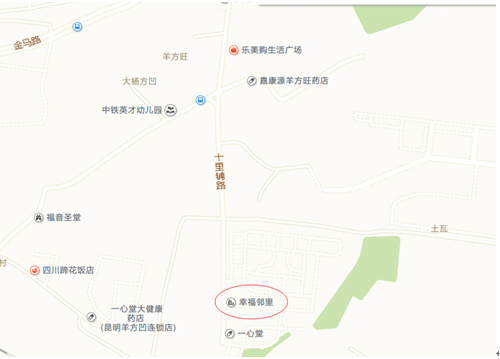 金马路
羊方旺
乐美购生活广场
大杨方凹
嘉康源羊方旺药店
中铁英才幼儿园
十里铺路
福音圣堂
土瓦
村
四川蹄花饭店
幸福邻里
一心堂大健康
药店
(昆明羊方凹连锁店)
一心堂